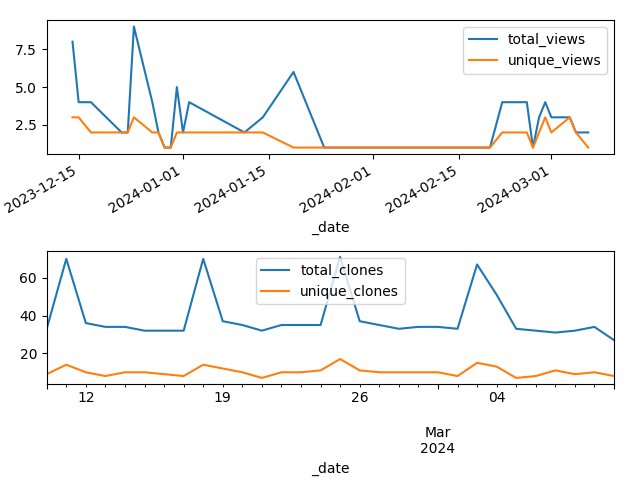 7.5
5.0
2.5
total_views
unique_views
2023-12-15
2024-01-01
2024-01-15
2024-02-01
2024-02-15
2024-03-01
_date
60
40
20
total_clones
unique_clones
12
19
26
04
Mar
2024
_date